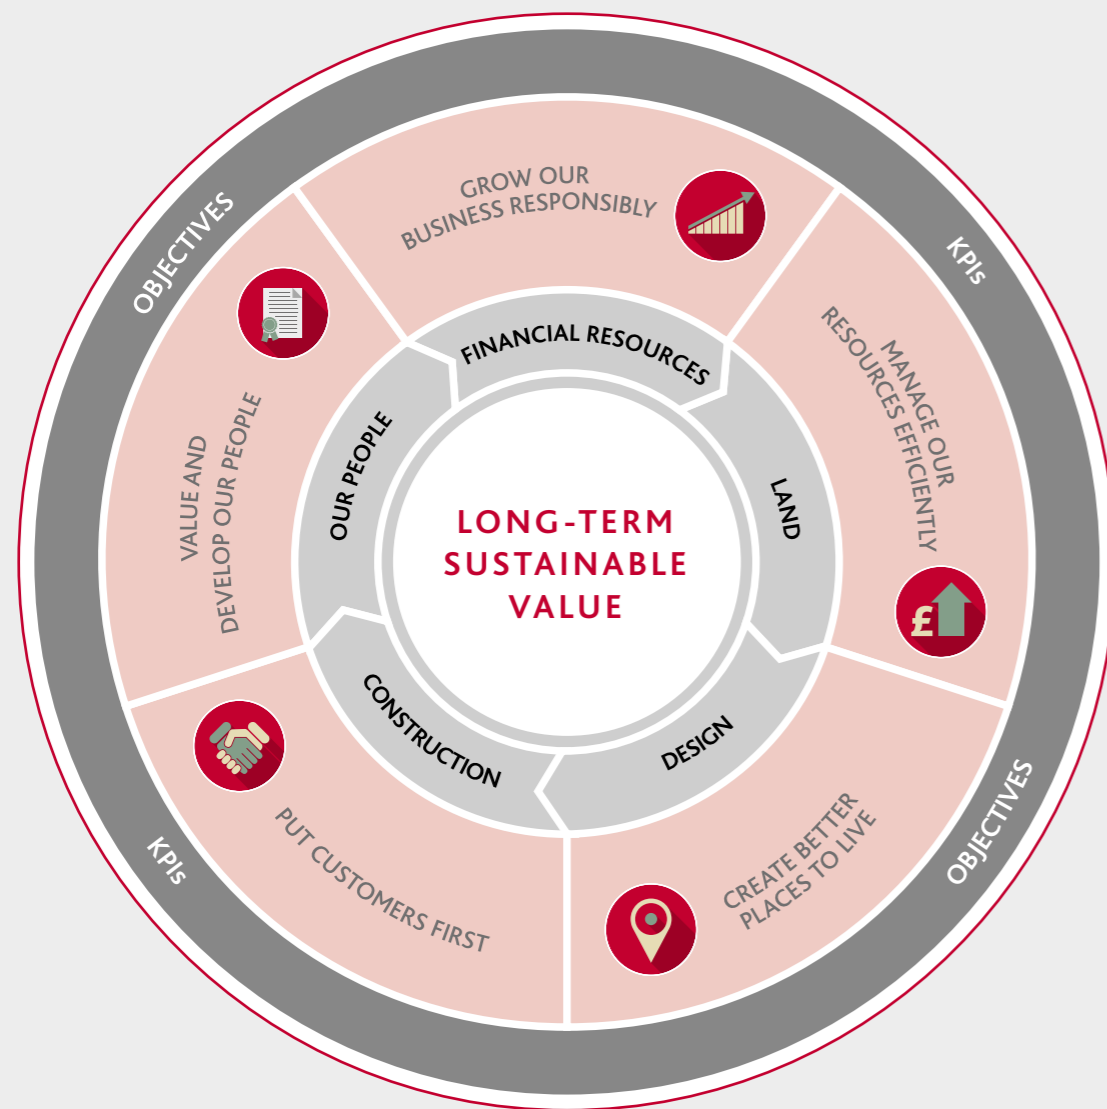 OBJECTIVES
KPIs
GROW OUR
BUSINESS RESPONSIBLY
MANAGE OUR
RESOURCES EFFICIENTLY
£
CREATE BETTER
PLACES TO LIVE
PUT CUSTOMERS FIRST
VALUE AND
DEVELOP OUR PEOPLE
FINANCIAL RESOURCES
LAND
DESIGN
CONSTRUCTION
OUR PEOPLE
LONG-TERM
SUSTAINABLE
VALUE
OBJECTIVES
KPIs